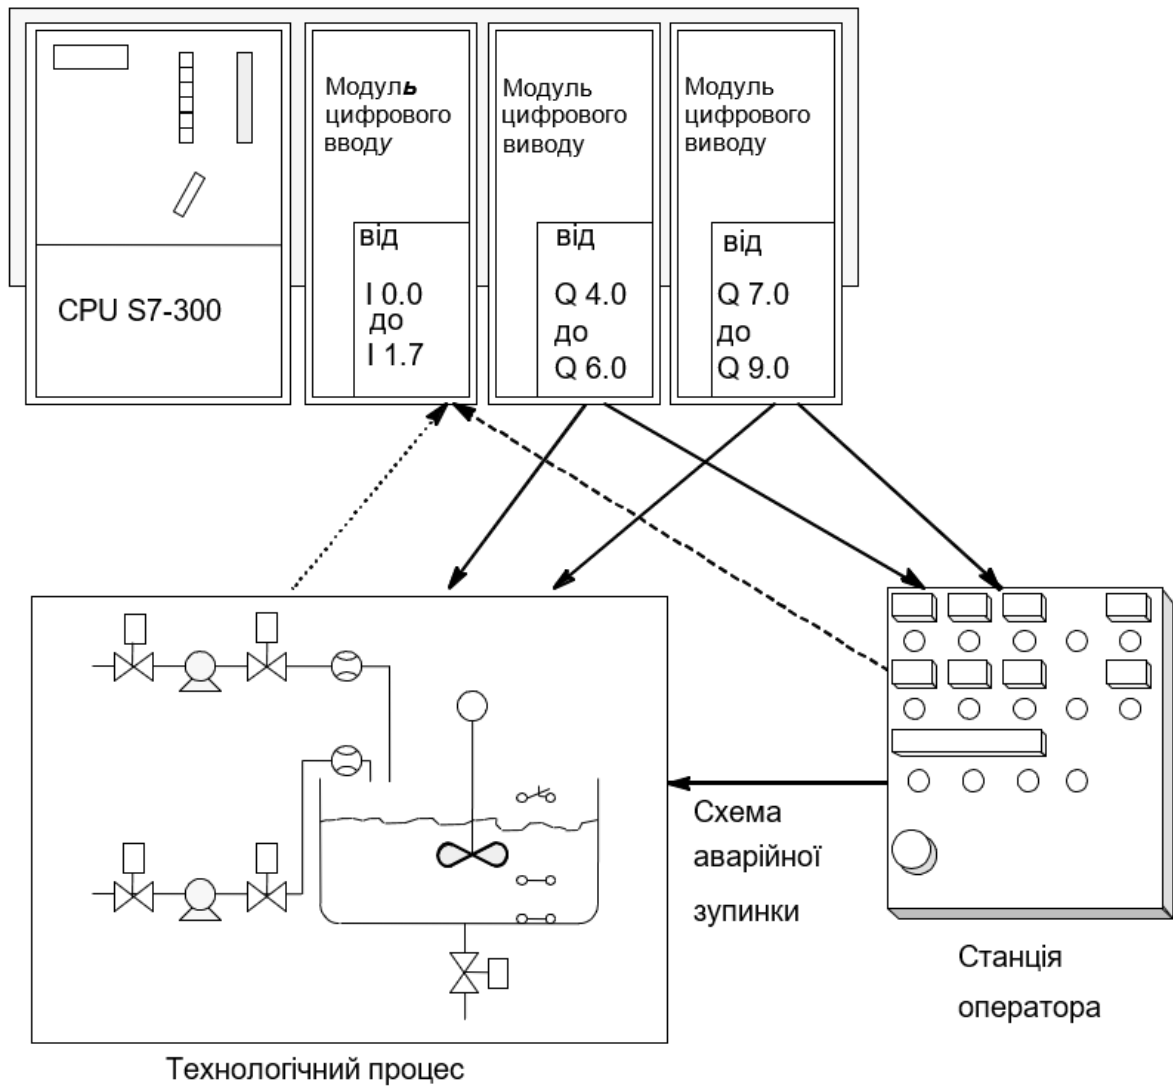 Модуль
цифрового
вводу
Модуль
цифрового
виводу
Модуль
цифрового
виводу
CPU S7-300
від
I 0.0
до
I 1.7
від
Q 4.0
до
Q 6.0
від
Q 7.0
до
Q 9.0
Схема
аварійної
зупинки
Станція
оператора
Технологічний процес